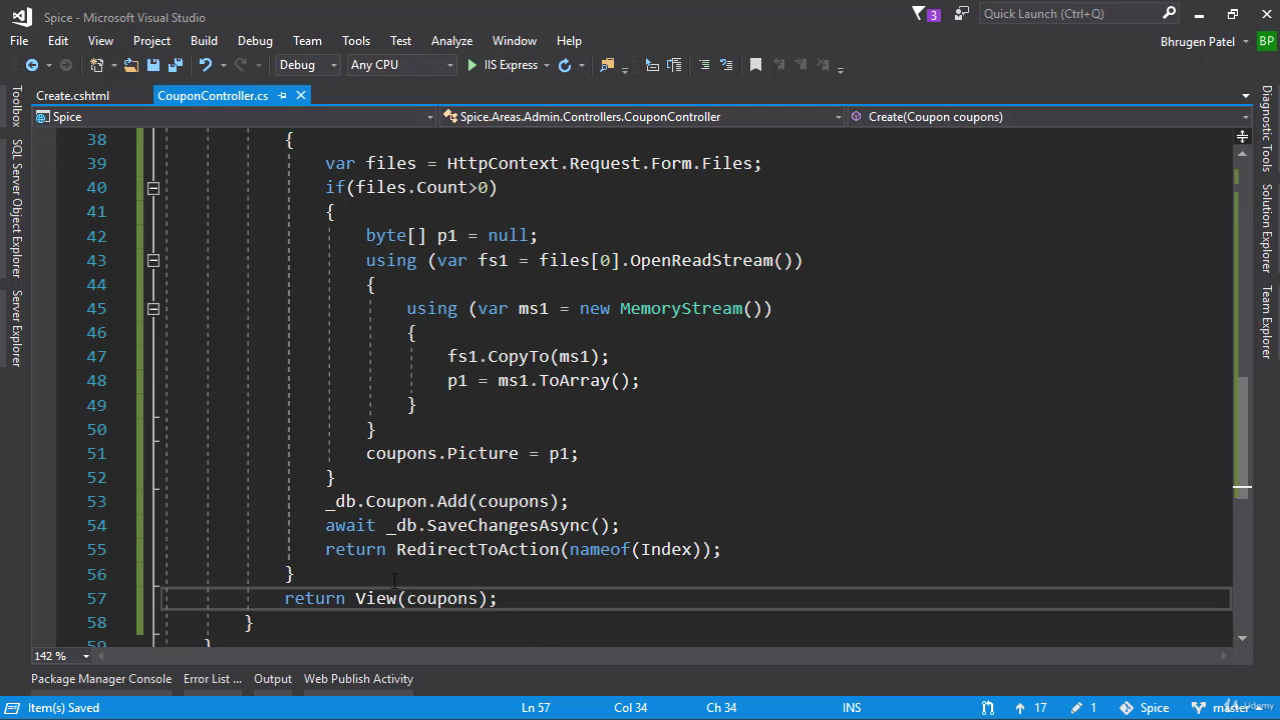 Spice - Microsoft Visual Studio
3
Quick Launch (Ctrl+Q)
File Edit View Project Build Debug Team Tools Test Analyze Window Help
Bhrugen Patel BP
Debug Any CPU IIS Express
Create.cshtml CouponController.cs
Spice Spice.Areas.Admin.Controllers.CouponController Create(Coupon coupons)
38 {
39 var files = HttpContext.Request.Form.Files;
40 if(files.Count>0)
41 {
42 byte[] p1 = null;
43 using (var fs1 = files[0].OpenReadStream())
44 {
45 using (var ms1 = new MemoryStream())
46 {
47 fs1.CopyTo(ms1);
48 p1 = ms1.ToArray();
49 }
50 }
51 coupons.Picture = p1;
52 }
53 _db.Coupon.Add(coupons);
54 await _db.SaveChangesAsync();
55 return RedirectToAction(nameof(Index));
56 }
57 return View(coupons);
58 }
59 }
Toolbox
SQL Server Object Explorer
Server Explorer
Diagnostic Tools
Solution Explorer
Team Explorer
142 %
Package Manager Console Error List ... Output Web Publish Activity
Item(s) Saved Ln 57 Col 34 Ch 34 INS 17 1 Spice master
Udemy